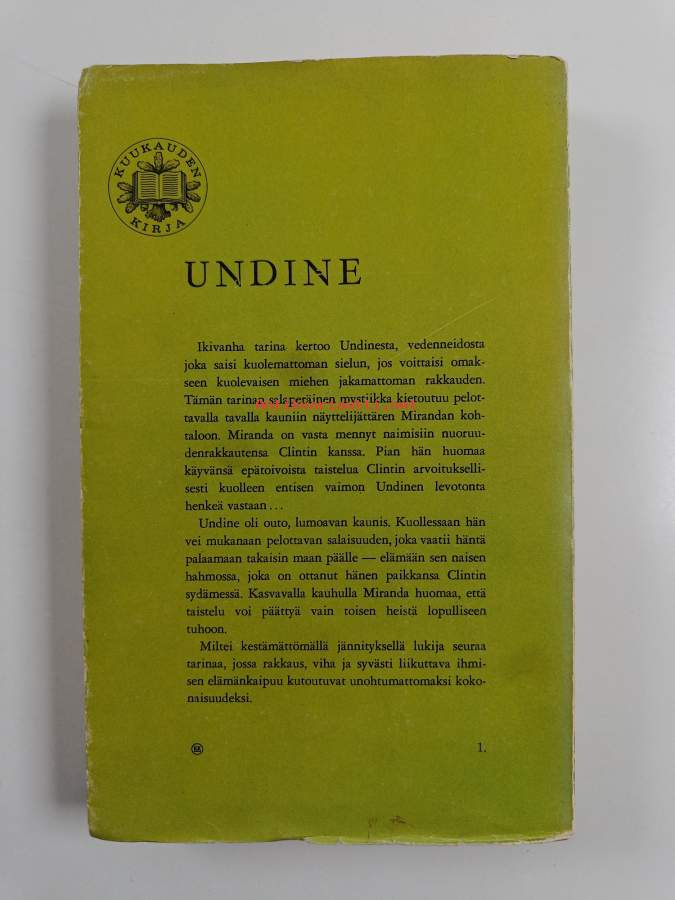 KUUKAUDEN
KIRJA
UNDINE
Ikivanha tarina kertoo Undinesta, vedenneidosta
joka saisi kuolemattoman sielun, jos voittaisi omak-
seen kuolevaisen miehen jakamattoman rakkauden.
Tämän tarinan salaperäinen mystiikka kietoutuu pelot-
tavalla tavalla kauniin näyttelijättären Mirandan koh-
taloon. Miranda on vasta mennyt naimisiin nuoruu-
denrakkautensa Clintin kanssa. Pian hän huomaa
käyvänsä epätoivoista taistelua Clintin arvoitukselli-
sesti kuolleen entisen vaimon Undinen levotonta
henkeä vastaan...
Undine oli outo, lumoavan kaunis. Kuollessaan hän
vei mukanaan pelottavan salaisuuden, joka vaatii häntä
palaamaan takaisin maan päälle — elämään sen naisen
hahmossa, joka on ottanut hänen paikkansa Clintin
sydämessä. Kasvavalla kauhulla Miranda huomaa, että
taistelu voi päättyä vain toisen heistä lopulliseen
tuhoon.
Miltei kestämättömällä jännityksellä lukija seuraa
tarinaa, jossa rakkaus, viha ja syvästi liikuttava ihmi-
sen elämänkaipuu kutoutuvat unohtumattomaksi koko-
naisuudeksi.
1.